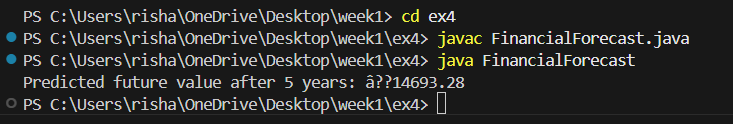 PS C:\Users\risha\OneDrive\Desktop\week1> cd ex4
PS C:\Users\risha\OneDrive\Desktop\week1\ex4> javac FinancialForecast.java
PS C:\Users\risha\OneDrive\Desktop\week1\ex4> java FinancialForecast
Predicted future value after 5 years: â??14693.28
PS C:\Users\risha\OneDrive\Desktop\week1\ex4>